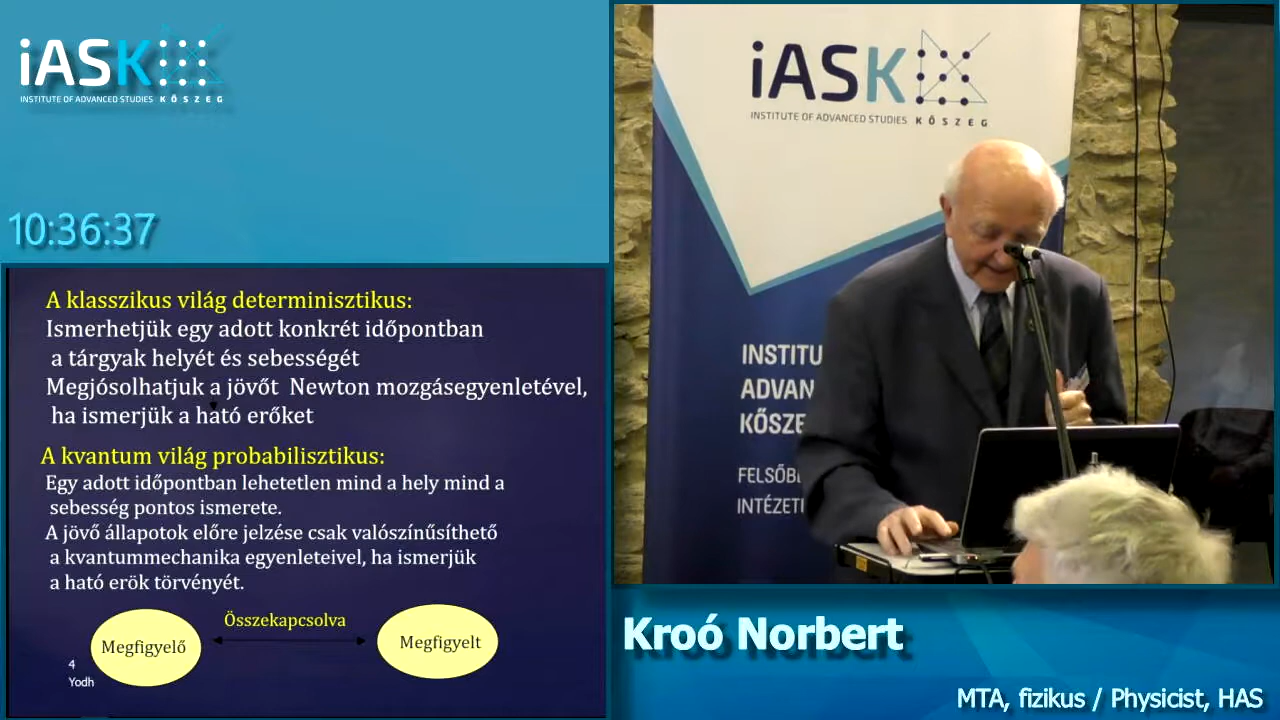 iASK
INSTITUTE OF ADVANCED STUDIES KŐSZEG
10:36:37
A klasszikus világ determinisztikus:
Ismerhetjük egy adott konkrét időpontban
a tárgyak helyét és sebességét
Megjósolhatjuk a jövőt Newton mozgásegyenletével,
ha ismerjük a ható erőket
A kvantum világ probabilisztikus:
Egy adott időpontban lehetetlen mind a hely mind a
sebesség pontos ismerete.
A jövő állapotok előre jelzése csak valószínűsíthető
a kvantummechanika egyenleteivel, ha ismerjük
a ható erök törvényét.
Összekapcsolva
Megfigyelő
Megfigyelt
4
Yodh
iASK
INSTITUTE OF ADVANCED STUDIES KŐSZEG
INSTITU
ADVAN
KŐSZE
FELSŐB
INTÉZETI
Kroó Norbert
MTA, fizikus / Physicist, HAS